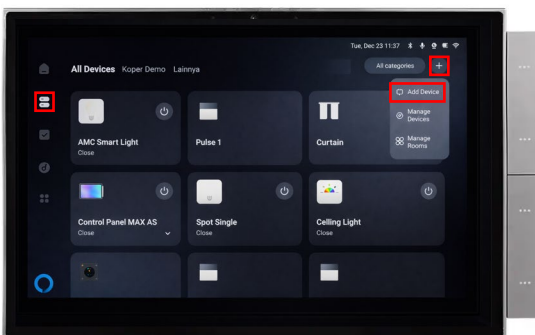 Tue, Dec 23 11:37
All Devices Koper Demo Lainnya
All categories
Add Device
Manage
Devices
Manage
Rooms
AMC Smart Light
Close
Pulse 1
Curtain
Control Panel MAX AS
Close
Spot Single
Close
Celling Light
Close